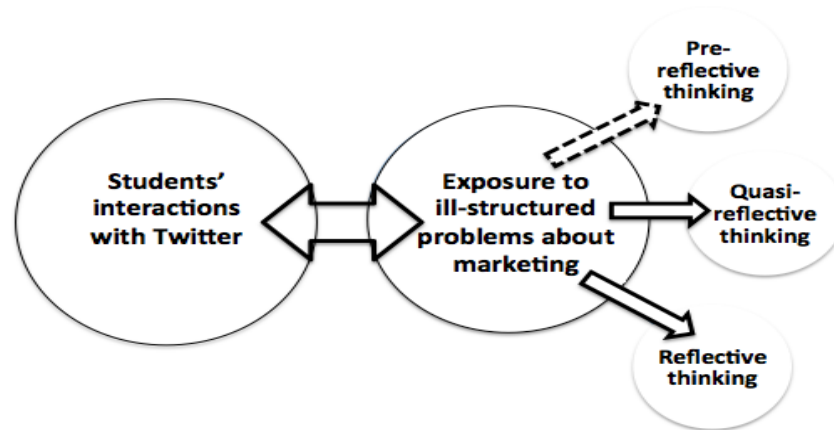 Students’
interactions
with Twitter
Exposure to
ill-structured
problems about
marketing
Pre-
reflective
thinking
Quasi-
reflective
thinking
Reflective
thinking